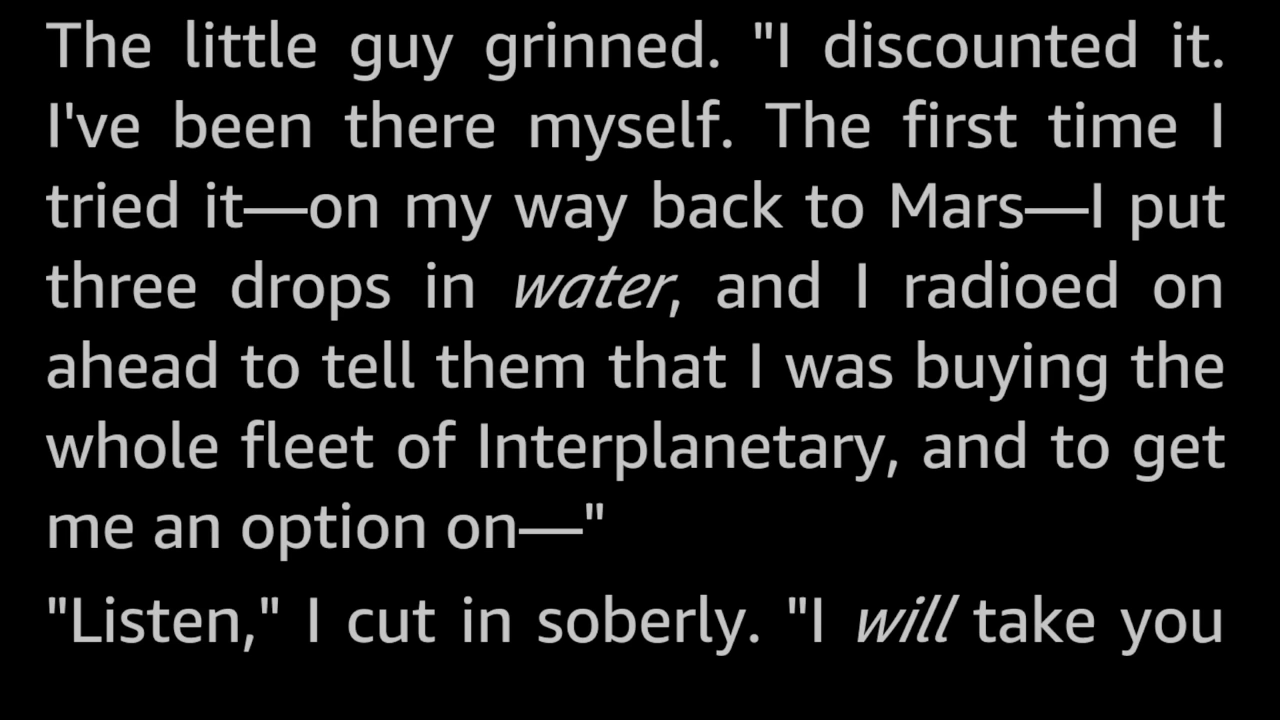 The little guy grinned. "I discounted it.
I've been there myself. The first time I
tried it—on my way back to Mars—I put
three drops in water, and I radioed on
ahead to tell them that I was buying the
whole fleet of Interplanetary, and to get
me an option on—"
"Listen," I cut in soberly. "I will take you